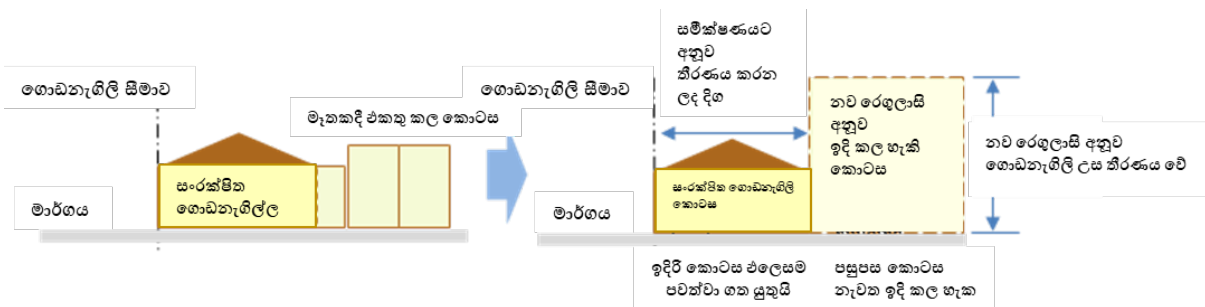 ගොඩනැගිලි සීමාව
මෑතකදී එකතු කල කොටස
සංරක්ෂිත
ගොඩනැගිල්ල
මාර්ගය
සමීක්ෂණයට
අනූව
තීරණය කරන
ලද දිග
ගොඩනැගිලි සීමාව
නව රෙගුලාසි
අනූව
ඉදි කල හැකි
කොටස
නව රෙගුලාසි අනූව
ගොඩනැගිලි උස තීරණය වේ
සංරක්ෂිත ගොඩනැගිලි
කොටස
මාර්ගය
ඉදිරි කොටස එලෙසම
පවත්වා ගත යුතුයි
පසුපස කොටස
නැවත ඉදි කල හැක